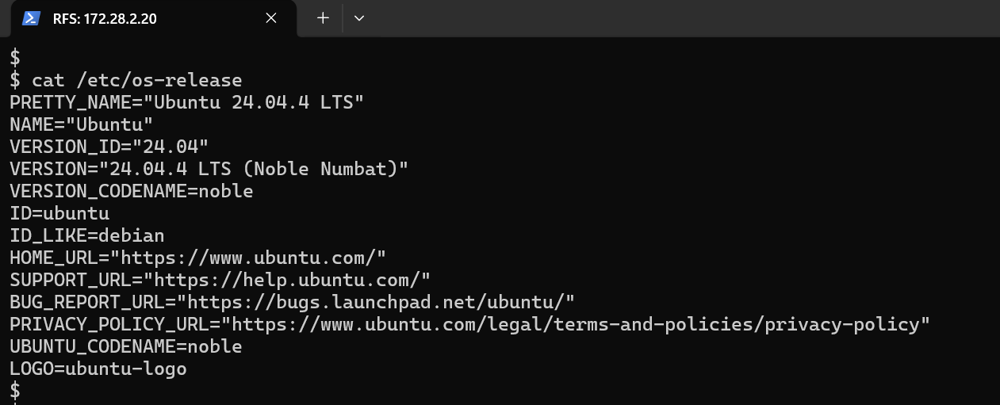 RFS: 172.28.2.20
$
$ cat /etc/os-release
PRETTY_NAME="Ubuntu 24.04.4 LTS"
NAME="Ubuntu"
VERSION_ID="24.04"
VERSION="24.04.4 LTS (Noble Numbat)"
VERSION_CODENAME=noble
ID=ubuntu
ID_LIKE=debian
HOME_URL="https://www.ubuntu.com/"
SUPPORT_URL="https://help.ubuntu.com/"
BUG_REPORT_URL="https://bugs.launchpad.net/ubuntu/"
PRIVACY_POLICY_URL="https://www.ubuntu.com/legal/terms-and-policies/privacy-policy"
UBUNTU_CODENAME=noble
LOGO=ubuntu-logo
$